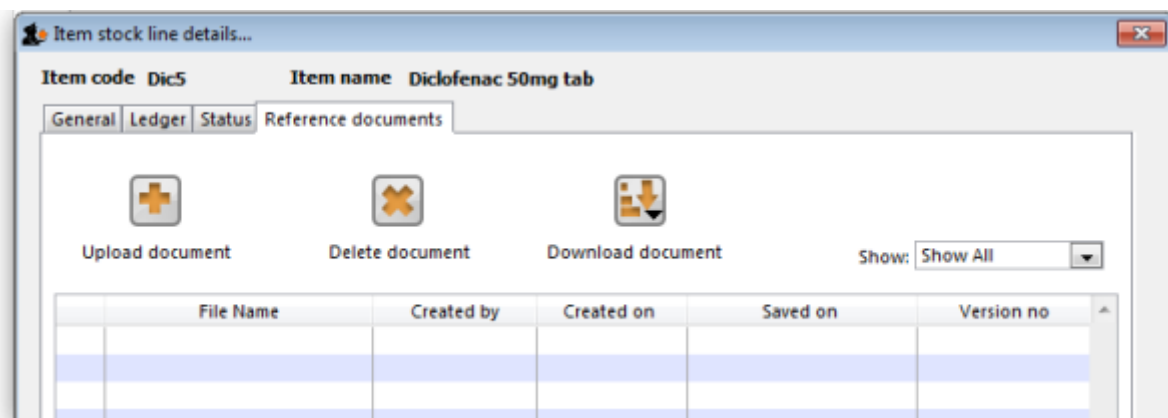 Item stock line details...
Item code Dic5 Item name Diclofenac 50mg tab
General Ledger Status Reference documents
Upload document Delete document Download document Show: Show All
File Name Created by Created on Saved on Version no